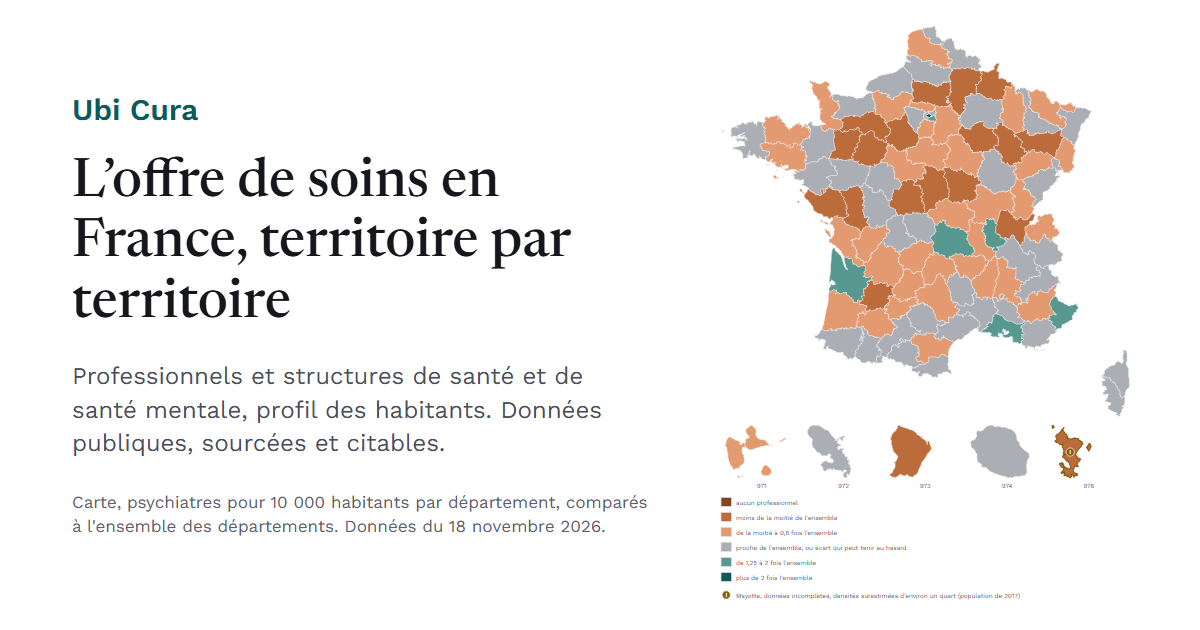 Ubi Cura
L’offre de soins en
France, territoire par
territoire
Professionnels et structures de santé et de
santé mentale, profil des habitants. Données
publiques, sourcées et citables.
Carte, psychiatres pour 10 000 habitants par département, comparés
à l'ensemble des départements. Données du 18 novembre 2026.
971 972 973 974 976
aucun professionnel
moins de la moitié de l'ensemble
de la moitié à 0,8 fois l'ensemble
proche de l'ensemble, ou écart qui peut tenir au hasard
de 1,25 à 2 fois l'ensemble
plus de 2 fois l'ensemble
Mayotte, données incomplètes, densités surestimées d'environ un quart (population de 2017)